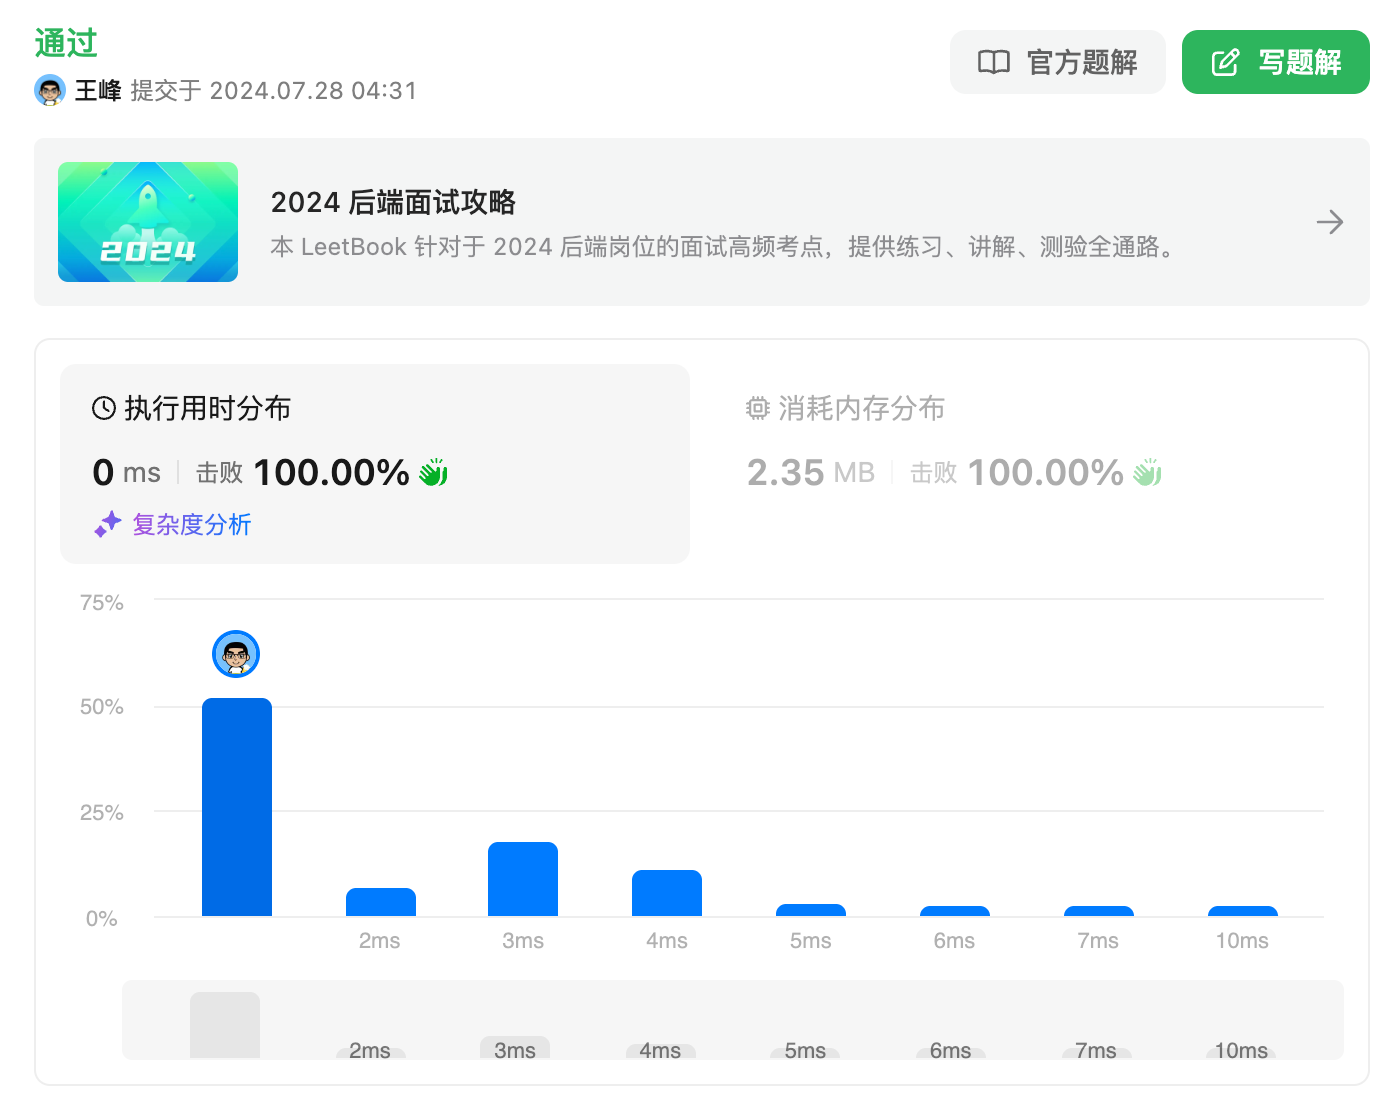 通过
官方题解
写题解
王峰 提交于 2024.07.28 04:31
2024
2024 后端面试攻略
本 LeetBook 针对于 2024 后端岗位的面试高频考点，提供练习、讲解、测验全通路。
执行用时分布
0 ms 击败 100.00%
复杂度分析
消耗内存分布
2.35 MB 击败 100.00%
75%
50%
25%
0%
2ms 3ms 4ms 5ms 6ms 7ms 10ms
2ms 3ms 4ms 5ms 6ms 7ms 10ms